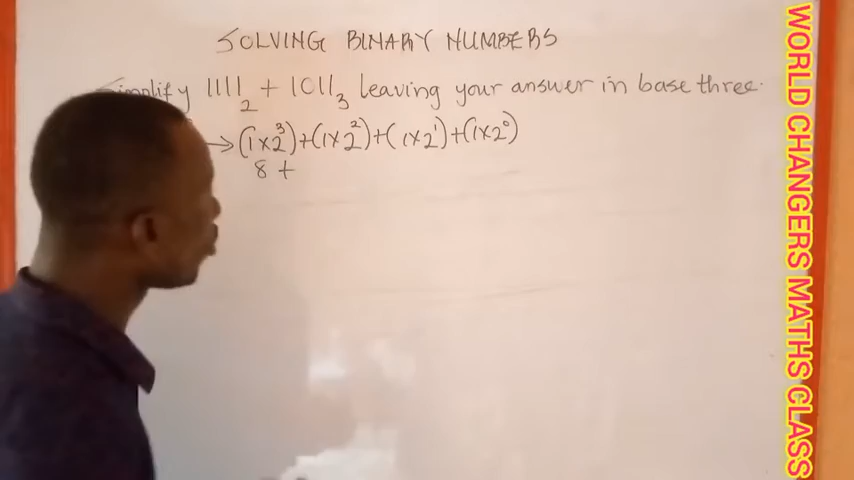 SOLVING BINARY NUMBERS
Simplify 1111₂ + 1011₃ leaving your answer in base three.
→(1×2³)+(1×2²)+(1×2¹)+(1×2⁰)
8 +
WORLD CHANGERS MATHS CLASS